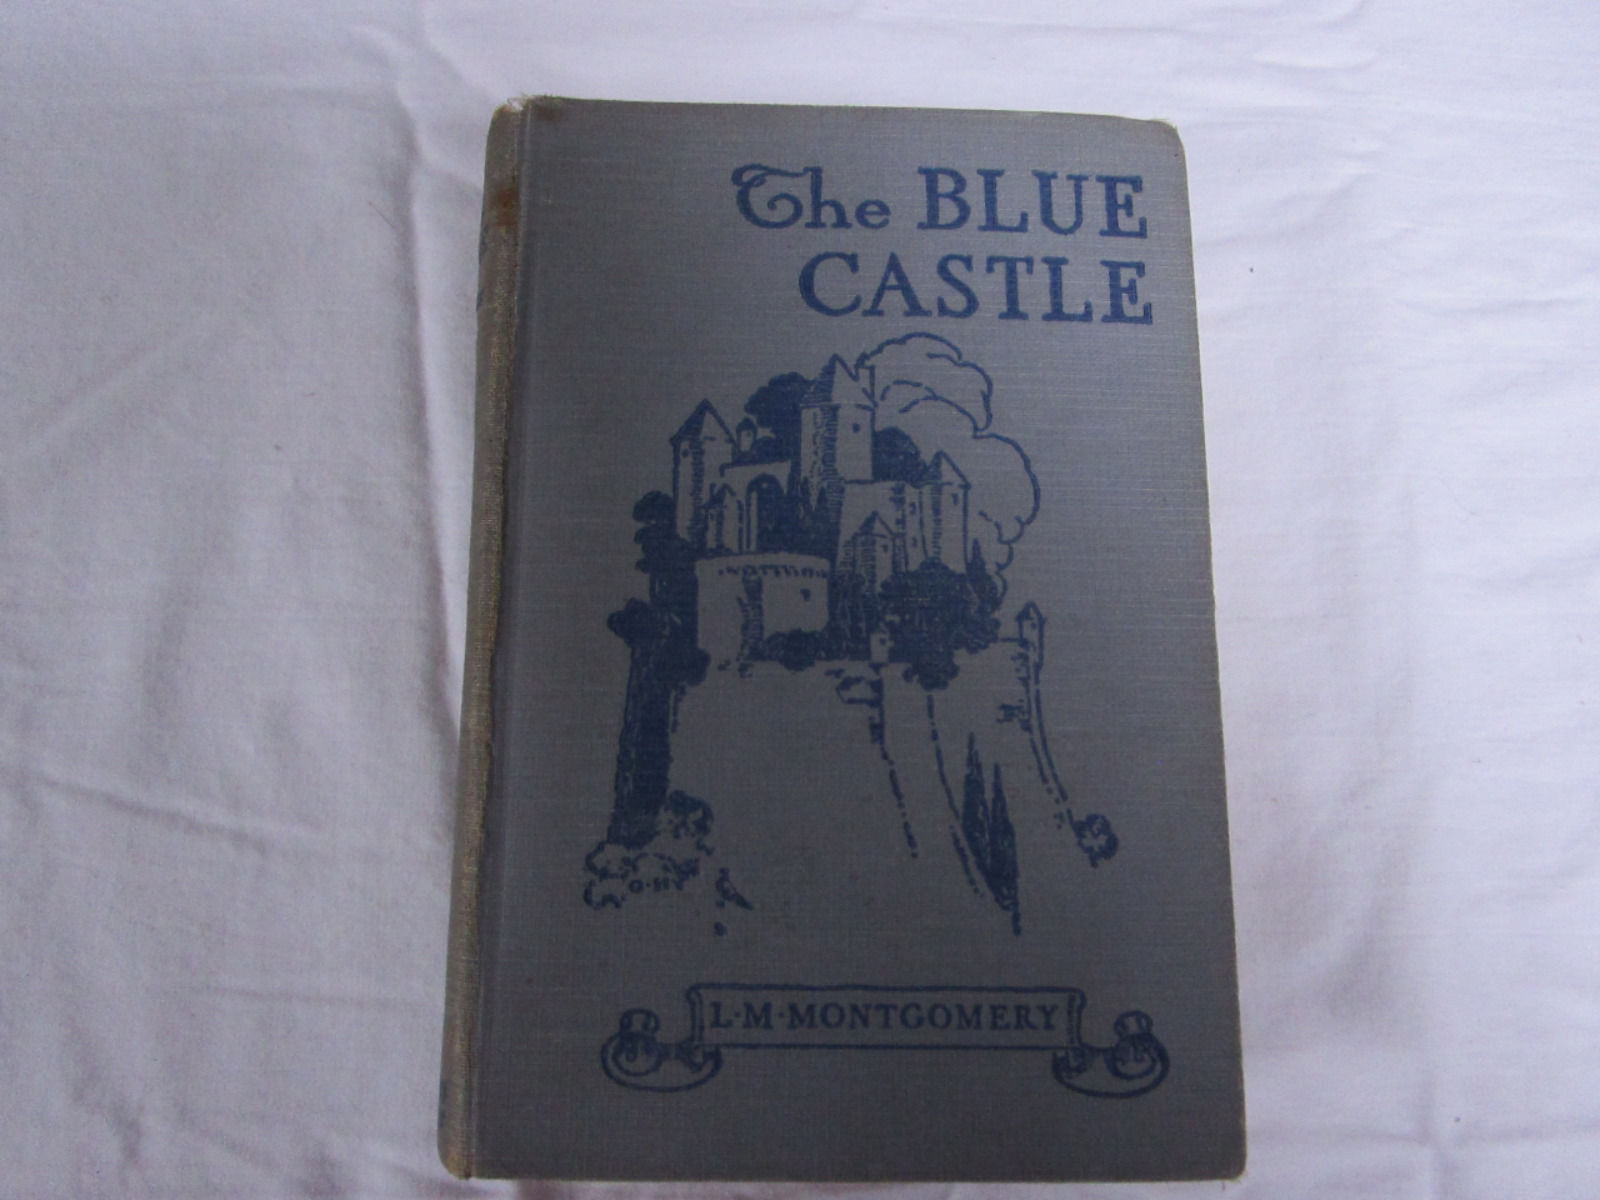 The BLUE
CASTLE
O·H
L·M·MONTGOMERY